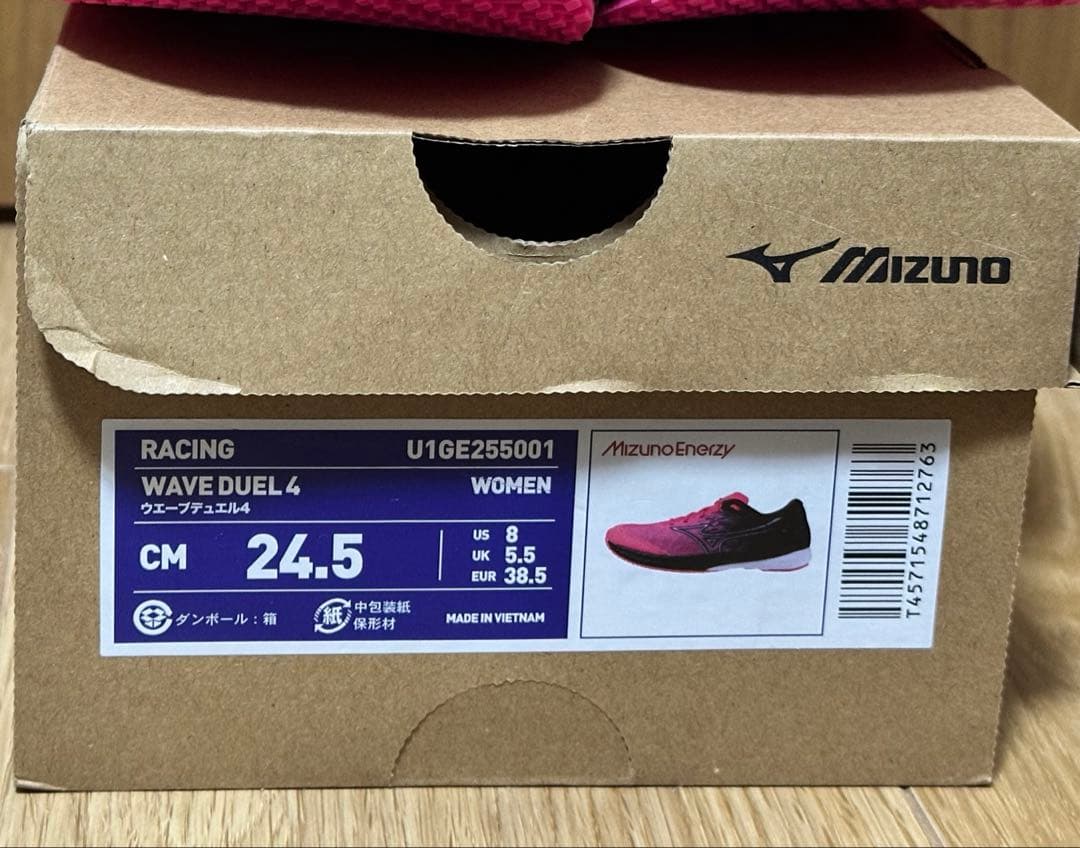 MIZUNO
RACING
U1GE255001
WAVE DUEL 4
WOMEN
ウエーブデュエル4
CM 24.5
US 8
UK 5.5
EUR 38.5
ダンボール：箱
紙
中包装紙
保形材
MADE IN VIETNAM
MIZUNO ENERZY
T4571548712763